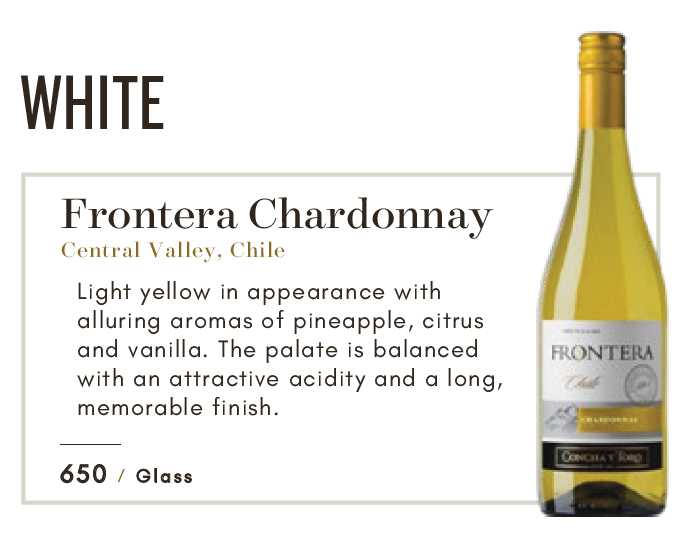 WHITE
Frontera Chardonnay
Central Valley, Chile
Light yellow in appearance with
alluring aromas of pineapple, citrus
and vanilla. The palate is balanced
with an attractive acidity and a long,
memorable finish.
650 / Glass
FRONTERA
Chile
CHARDONNAY
CONCHA Y TORO